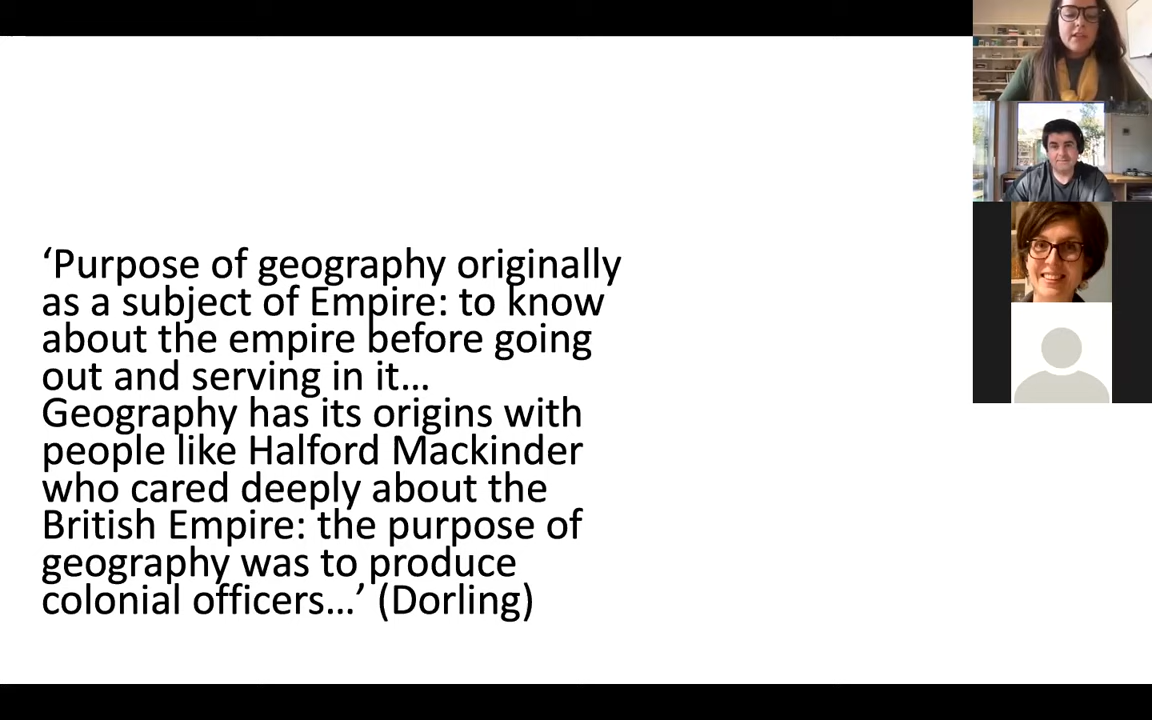 ‘Purpose of geography originally
as a subject of Empire: to know
about the empire before going
out and serving in it…
Geography has its origins with
people like Halford Mackinder
who cared deeply about the
British Empire: the purpose of
geography was to produce
colonial officers…’ (Dorling)